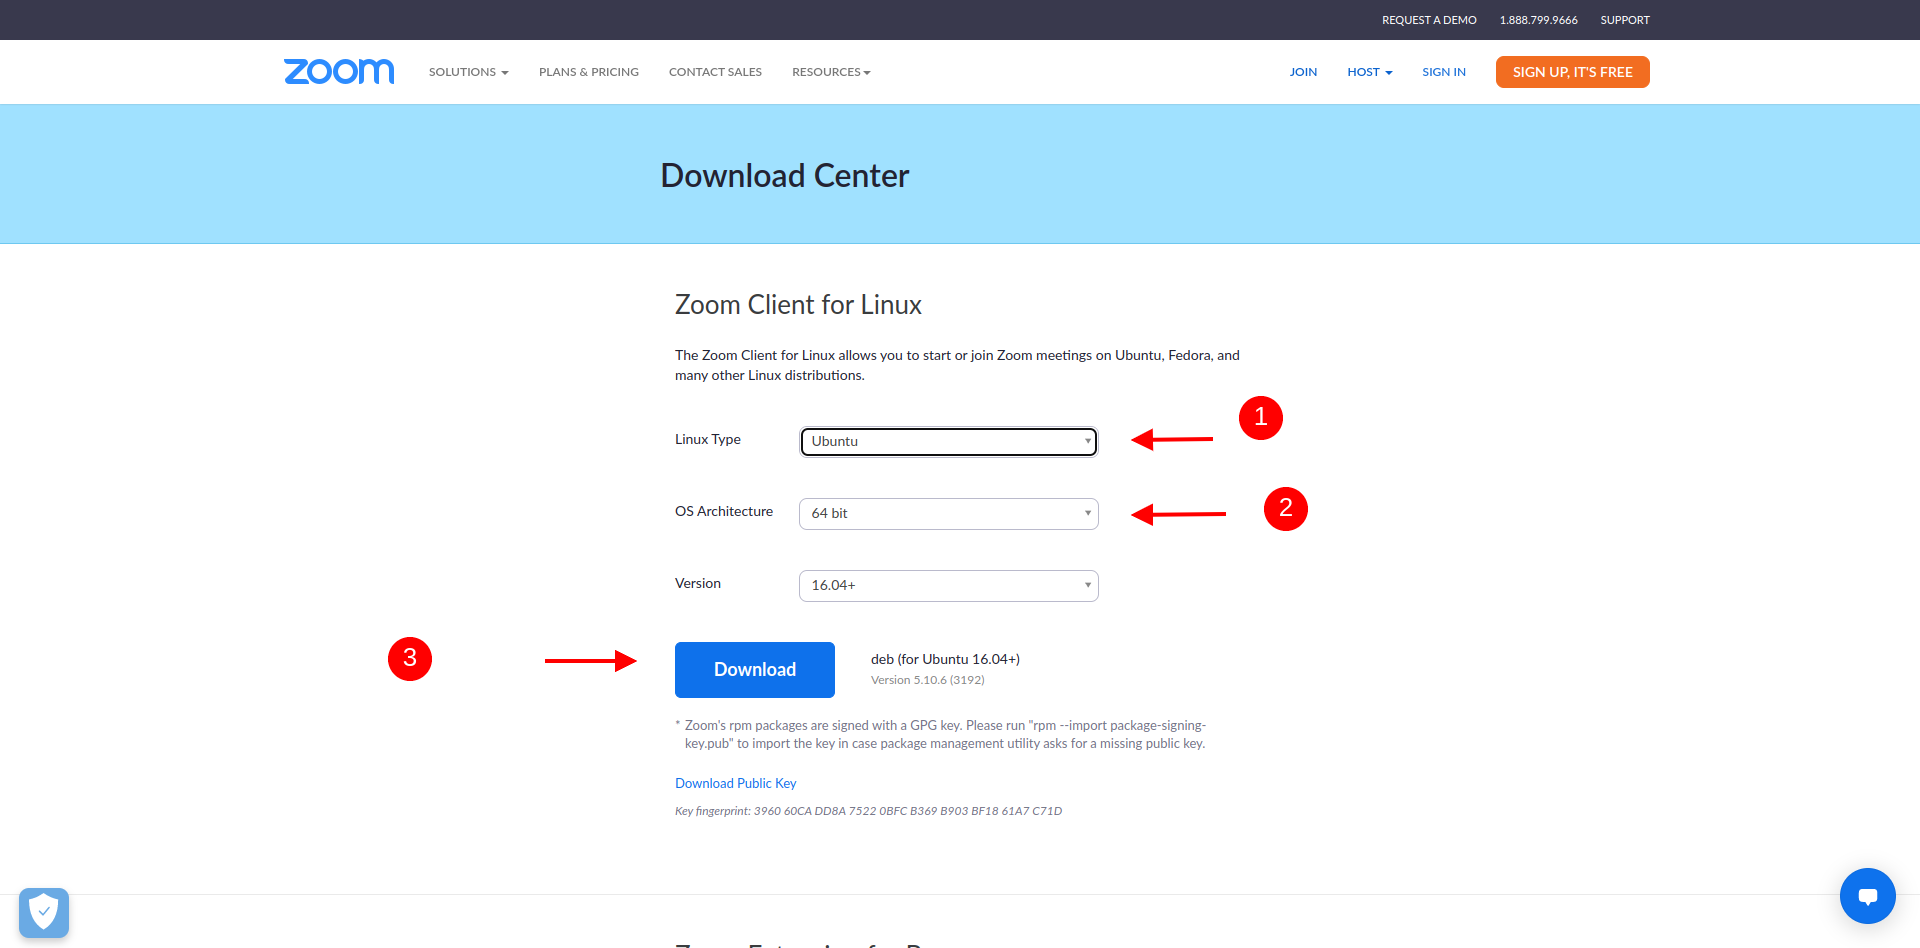 REQUEST A DEMO 1.888.799.9666 SUPPORT
zoom SOLUTIONS PLANS & PRICING CONTACT SALES RESOURCES JOIN HOST SIGN IN SIGN UP, IT'S FREE
Download Center
Zoom Client for Linux
The Zoom Client for Linux allows you to start or join Zoom meetings on Ubuntu, Fedora, and
many other Linux distributions.
1
Linux Type Ubuntu
2
OS Architecture 64 bit
Version 16.04+
3
Download
deb (for Ubuntu 16.04+)
Version 5.10.6 (3192)
* Zoom's rpm packages are signed with a GPG key. Please run "rpm --import package-signing-
key.pub" to import the key in case package management utility asks for a missing public key.
Download Public Key
Key fingerprint: 3960 60CA DD8A 7522 0BFC B369 B903 BF18 61A7 C71D